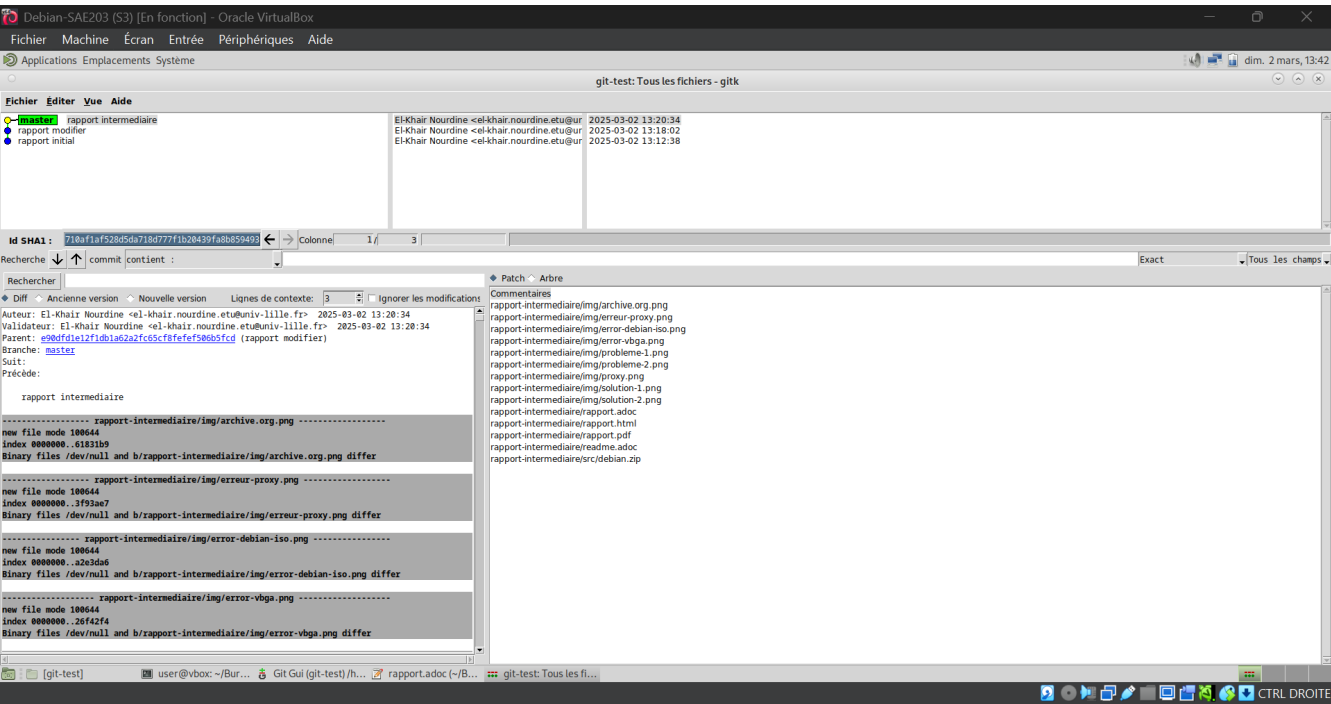 Debian-SAE203 (S3) [En fonction] - Oracle VirtualBox
Fichier Machine Écran Entrée Périphériques Aide
Applications Emplacements Système
dim. 2 mars, 13:42
git-test: Tous les fichiers - gitk
Fichier Éditer Vue Aide
master rapport intermediaire El-Khair Nourdine <el-khair.nourdine.etu@ur 2025-03-02 13:20:34
rapport modifier El-Khair Nourdine <el-khair.nourdine.etu@ur 2025-03-02 13:18:02
rapport initial El-Khair Nourdine <el-khair.nourdine.etu@ur 2025-03-02 13:12:38
Id SHA1 : 710af1af528d5da718d777f1b20439fa8b859493 Colonne 1/ 3
Recherche commit contient : Exact Tous les champs
Rechercher
Diff Ancienne version Nouvelle version Lignes de contexte: 3 Ignorer les modifications
Auteur: El-Khair Nourdine <el-khair.nourdine.etu@univ-lille.fr> 2025-03-02 13:20:34
Validateur: El-Khair Nourdine <el-khair.nourdine.etu@univ-lille.fr> 2025-03-02 13:20:34
Parent: e90dfd1e12f1db1a62a2fc65cf8fefef506b5fcd (rapport modifier)
Branche: master
Suit:
Précède:
rapport intermediaire
------------------ rapport-intermediaire/img/archive.org.png ------------------
new file mode 100644
index 0000000..61831b9
Binary files /dev/null and b/rapport-intermediaire/img/archive.org.png differ
------------------ rapport-intermediaire/img/erreur-proxy.png ------------------
new file mode 100644
index 0000000..3f93ae7
Binary files /dev/null and b/rapport-intermediaire/img/erreur-proxy.png differ
---------------- rapport-intermediaire/img/error-debian-iso.png ----------------
new file mode 100644
index 0000000..a2e3da6
Binary files /dev/null and b/rapport-intermediaire/img/error-debian-iso.png differ
------------------- rapport-intermediaire/img/error-vbga.png -------------------
new file mode 100644
index 0000000..26f42f4
Binary files /dev/null and b/rapport-intermediaire/img/error-vbga.png differ
Patch Arbre
Commentaires
rapport-intermediaire/img/archive.org.png
rapport-intermediaire/img/erreur-proxy.png
rapport-intermediaire/img/error-debian-iso.png
rapport-intermediaire/img/error-vbga.png
rapport-intermediaire/img/probleme-1.png
rapport-intermediaire/img/probleme-2.png
rapport-intermediaire/img/proxy.png
rapport-intermediaire/img/solution-1.png
rapport-intermediaire/img/solution-2.png
rapport-intermediaire/rapport.adoc
rapport-intermediaire/rapport.html
rapport-intermediaire/rapport.pdf
rapport-intermediaire/readme.adoc
rapport-intermediaire/src/debian.zip
[git-test] user@vbox: ~/Bur... Git Gui (git-test) /h... rapport.adoc (~/B... git-test: Tous les fi...
CTRL DROITE